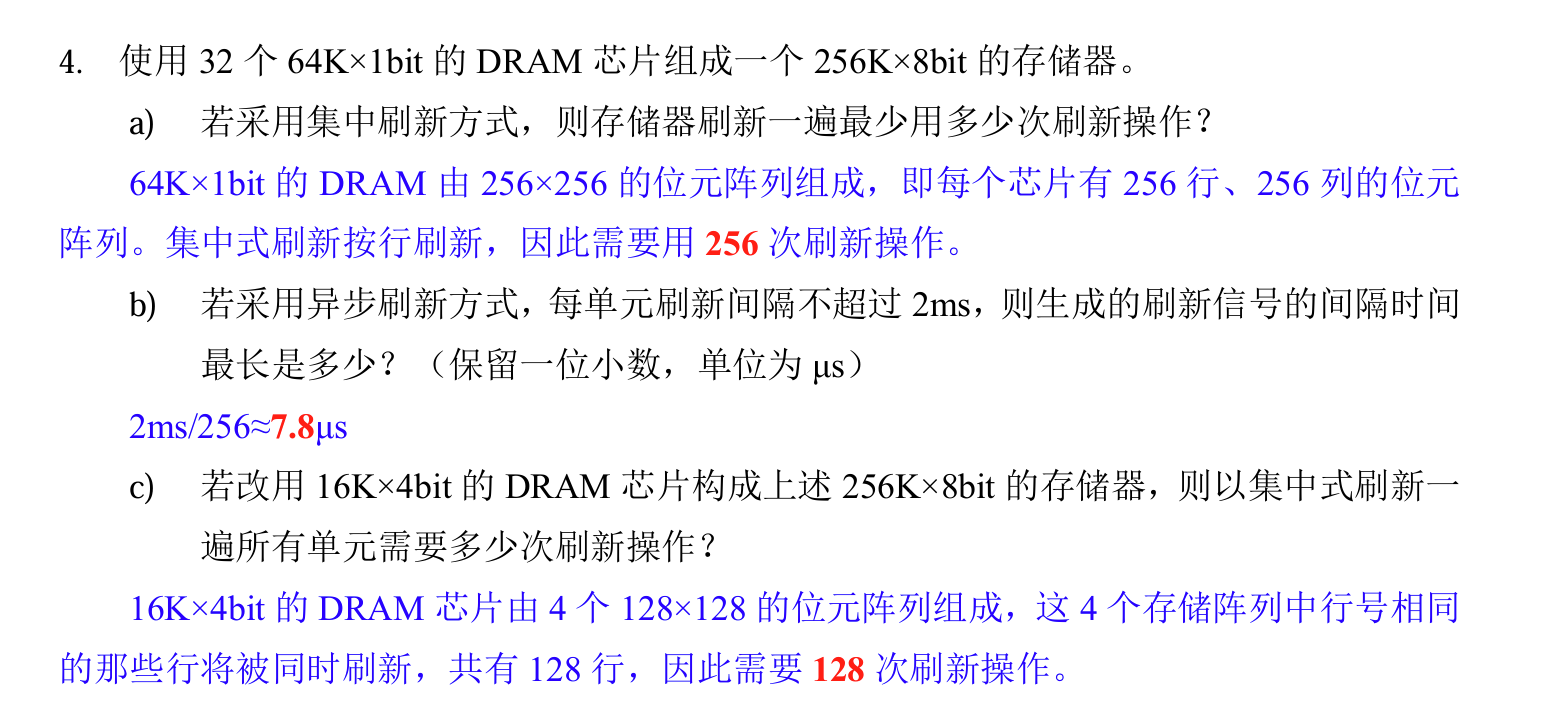 4. 使用 32 个 64K×1bit 的 DRAM 芯片组成一个 256K×8bit 的存储器。
a) 若采用集中刷新方式，则存储器刷新一遍最少用多少次刷新操作？
64K×1bit 的 DRAM 由 256×256 的位元阵列组成，即每个芯片有 256 行、256 列的位元
阵列。集中式刷新按行刷新，因此需要用 256 次刷新操作。
b) 若采用异步刷新方式，每单元刷新间隔不超过 2ms，则生成的刷新信号的间隔时间
最长是多少？（保留一位小数，单位为 μs）
2ms/256≈7.8μs
c) 若改用 16K×4bit 的 DRAM 芯片构成上述 256K×8bit 的存储器，则以集中式刷新一
遍所有单元需要多少次刷新操作？
16K×4bit 的 DRAM 芯片由 4 个 128×128 的位元阵列组成，这 4 个存储阵列中行号相同
的那些行将被同时刷新，共有 128 行，因此需要 128 次刷新操作。